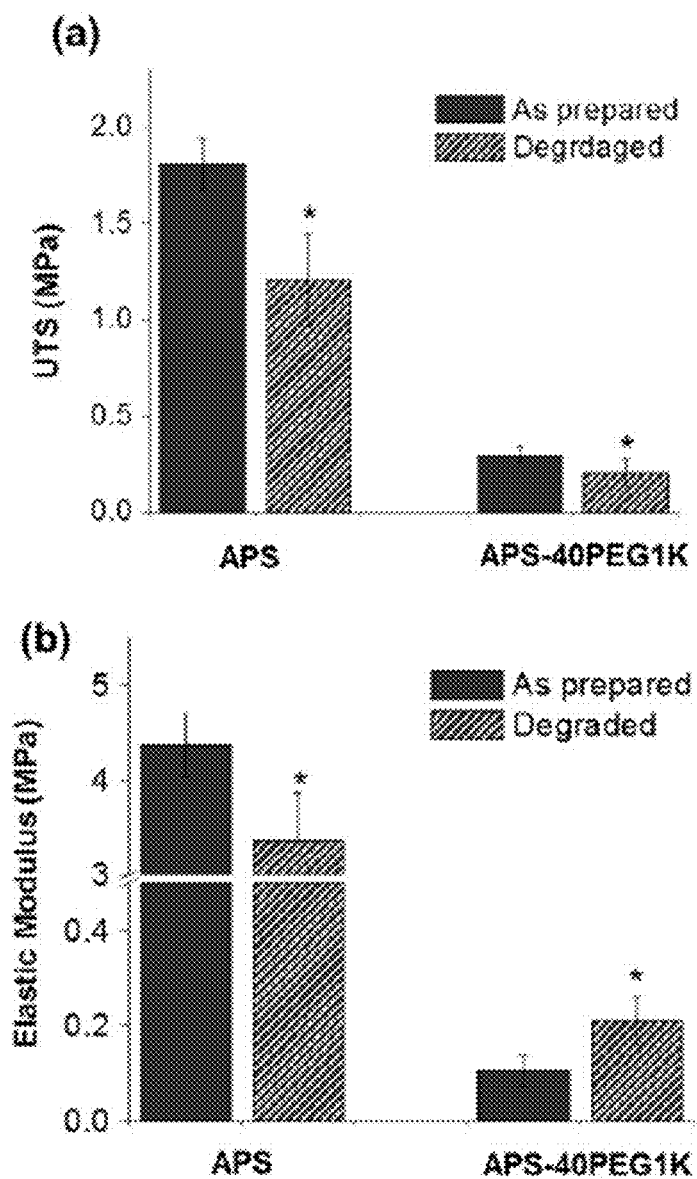 (a)
As prepared
Degrdaged
2.0
1.5
1.0
0.5
0.0
UTS (MPa)
*
*
APS
APS-40PEG1K
(b)
As prepared
Degraded
5
4
3
0.4
0.2
0.0
Elastic Modulus (MPa)
*
*
APS
APS-40PEG1K